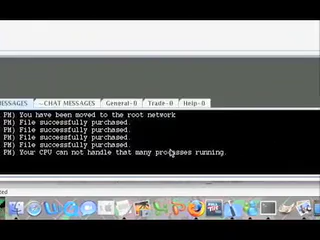 MESSAGES -- CHAT MESSAGES General-0 Trade-0 Help-0
PM) You have been moved to the root network
PM) File successfully purchased.
PM) File successfully purchased.
PM) File successfully purchased.
PM) File successfully purchased.
PM) Your CPU can not handle that many processes running.